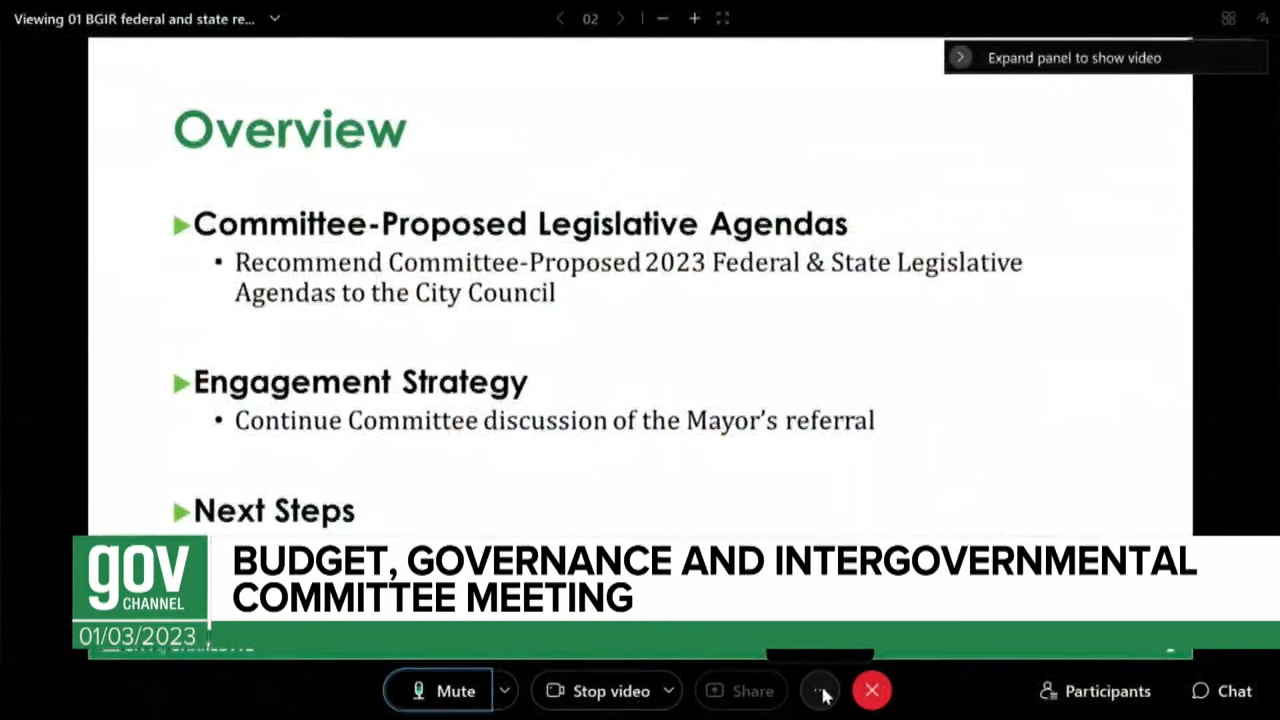 Viewing 01 BGIR federal and state re...
02
Expand panel to show video
Overview
Committee-Proposed Legislative Agendas
• Recommend Committee-Proposed 2023 Federal & State Legislative
Agendas to the City Council
Engagement Strategy
• Continue Committee discussion of the Mayor's referral
Next Steps
gov
CHANNEL
01/03/2023
BUDGET, GOVERNANCE AND INTERGOVERNMENTAL
COMMITTEE MEETING
Mute
Stop video
Share
Participants
Chat